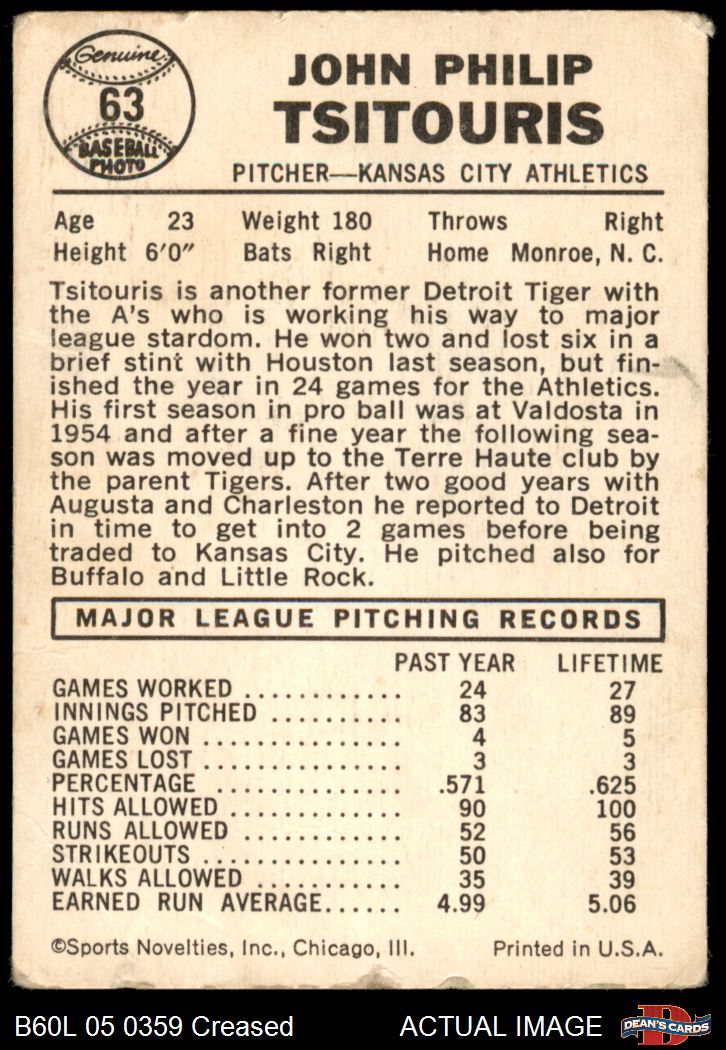 Genuine
63
BASEBALL
PHOTO
JOHN PHILIP
TSITOURIS
PITCHER—KANSAS CITY ATHLETICS
Age 23 Weight 180 Throws Right
Height 6'0" Bats Right Home Monroe, N. C.
Tsitouris is another former Detroit Tiger with
the A's who is working his way to major
league stardom. He won two and lost six in a
brief stint with Houston last season, but fin-
ished the year in 24 games for the Athletics.
His first season in pro ball was at Valdosta in
1954 and after a fine year the following sea-
son was moved up to the Terre Haute club by
the parent Tigers. After two good years with
Augusta and Charleston he reported to Detroit
in time to get into 2 games before being
traded to Kansas City. He pitched also for
Buffalo and Little Rock.
MAJOR LEAGUE PITCHING RECORDS
PAST YEAR LIFETIME
GAMES WORKED ............ 24 27
INNINGS PITCHED .......... 83 89
GAMES WON ............... 4 5
GAMES LOST ............... 3 3
PERCENTAGE .............. .571 .625
HITS ALLOWED ............. 90 100
RUNS ALLOWED ............ 52 56
STRIKEOUTS ............... 50 53
WALKS ALLOWED ........... 35 39
EARNED RUN AVERAGE...... 4.99 5.06
©Sports Novelties, Inc., Chicago, Ill. Printed in U.S.A.
B60L 05 0359 Creased ACTUAL IMAGE
D
DEAN'S CARDS